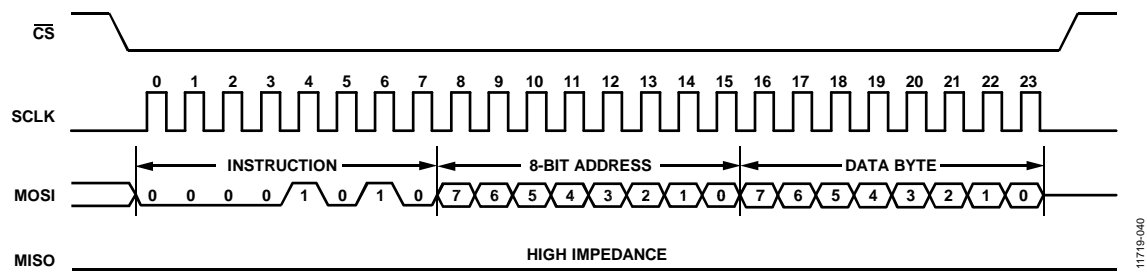 CS
0 1 2 3 4 5 6 7 8 9 10 11 12 13 14 15 16 17 18 19 20 21 22 23
SCLK
INSTRUCTION 8-BIT ADDRESS DATA BYTE
MOSI 0 0 0 0 1 0 1 0 7 6 5 4 3 2 1 0 7 6 5 4 3 2 1 0
HIGH IMPEDANCE
MISO
11719-040